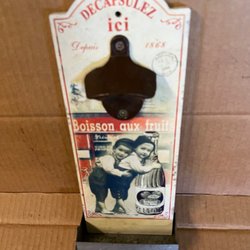 DECAPSULEZ
ici
Depuis 1868
Boisson aux fruits